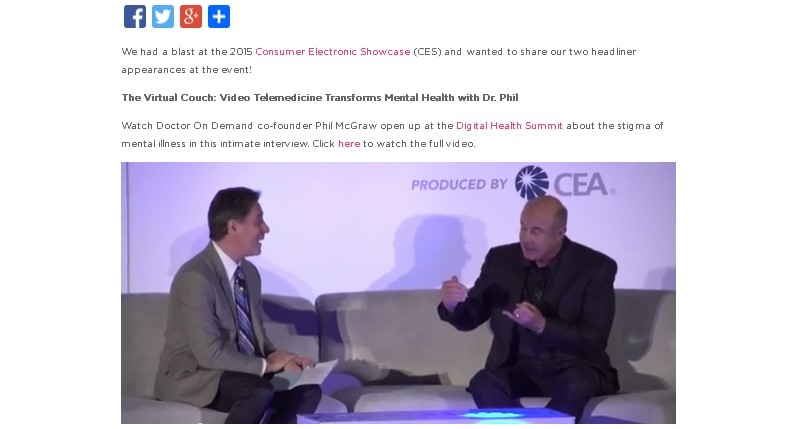 We had a blast at the 2015 Consumer Electronic Showcase (CES) and wanted to share our two headliner
appearances at the event!
The Virtual Couch: Video Telemedicine Transforms Mental Health with Dr. Phil
Watch Doctor On Demand co-founder Phil McGraw open up at the Digital Health Summit about the stigma of
mental illness in this intimate interview. Click here to watch the full video.
PRODUCED BY CEA®